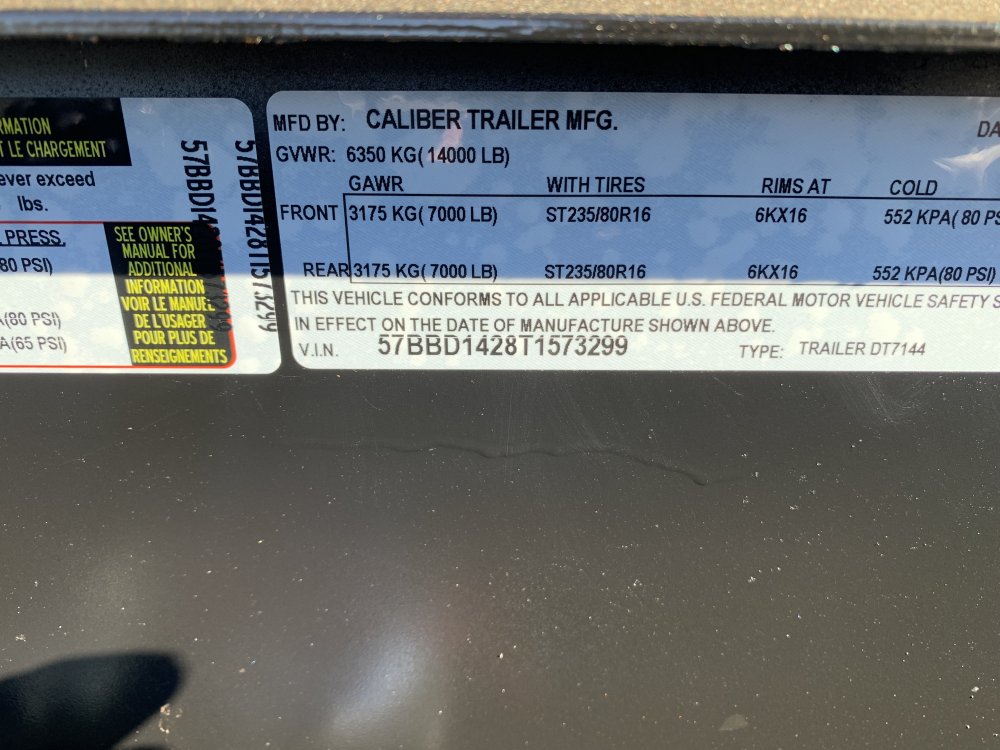 RMATION
T LE CHARGEMENT
ever exceed
lbs.
PRESS.
80 PSI)
A(80 PSI)
A(65 PSI)
SEE OWNER'S
MANUAL FOR
ADDITIONAL
INFORMATION
VOIR LE MANUEL
DE L'USAGER
POUR PLUS DE
RENSEIGNEMENTS
57BBD1428T1573299
MFD BY: CALIBER TRAILER MFG. DA
GVWR: 6350 KG( 14000 LB)
GAWR WITH TIRES RIMS AT COLD
FRONT 3175 KG( 7000 LB) ST235/80R16 6KX16 552 KPA( 80 PS
REAR 3175 KG( 7000 LB) ST235/80R16 6KX16 552 KPA(80 PSI)
THIS VEHICLE CONFORMS TO ALL APPLICABLE U.S. FEDERAL MOTOR VEHICLE SAFETY S
IN EFFECT ON THE DATE OF MANUFACTURE SHOWN ABOVE.
V.I.N. 57BBD1428T1573299 TYPE: TRAILER DT7144